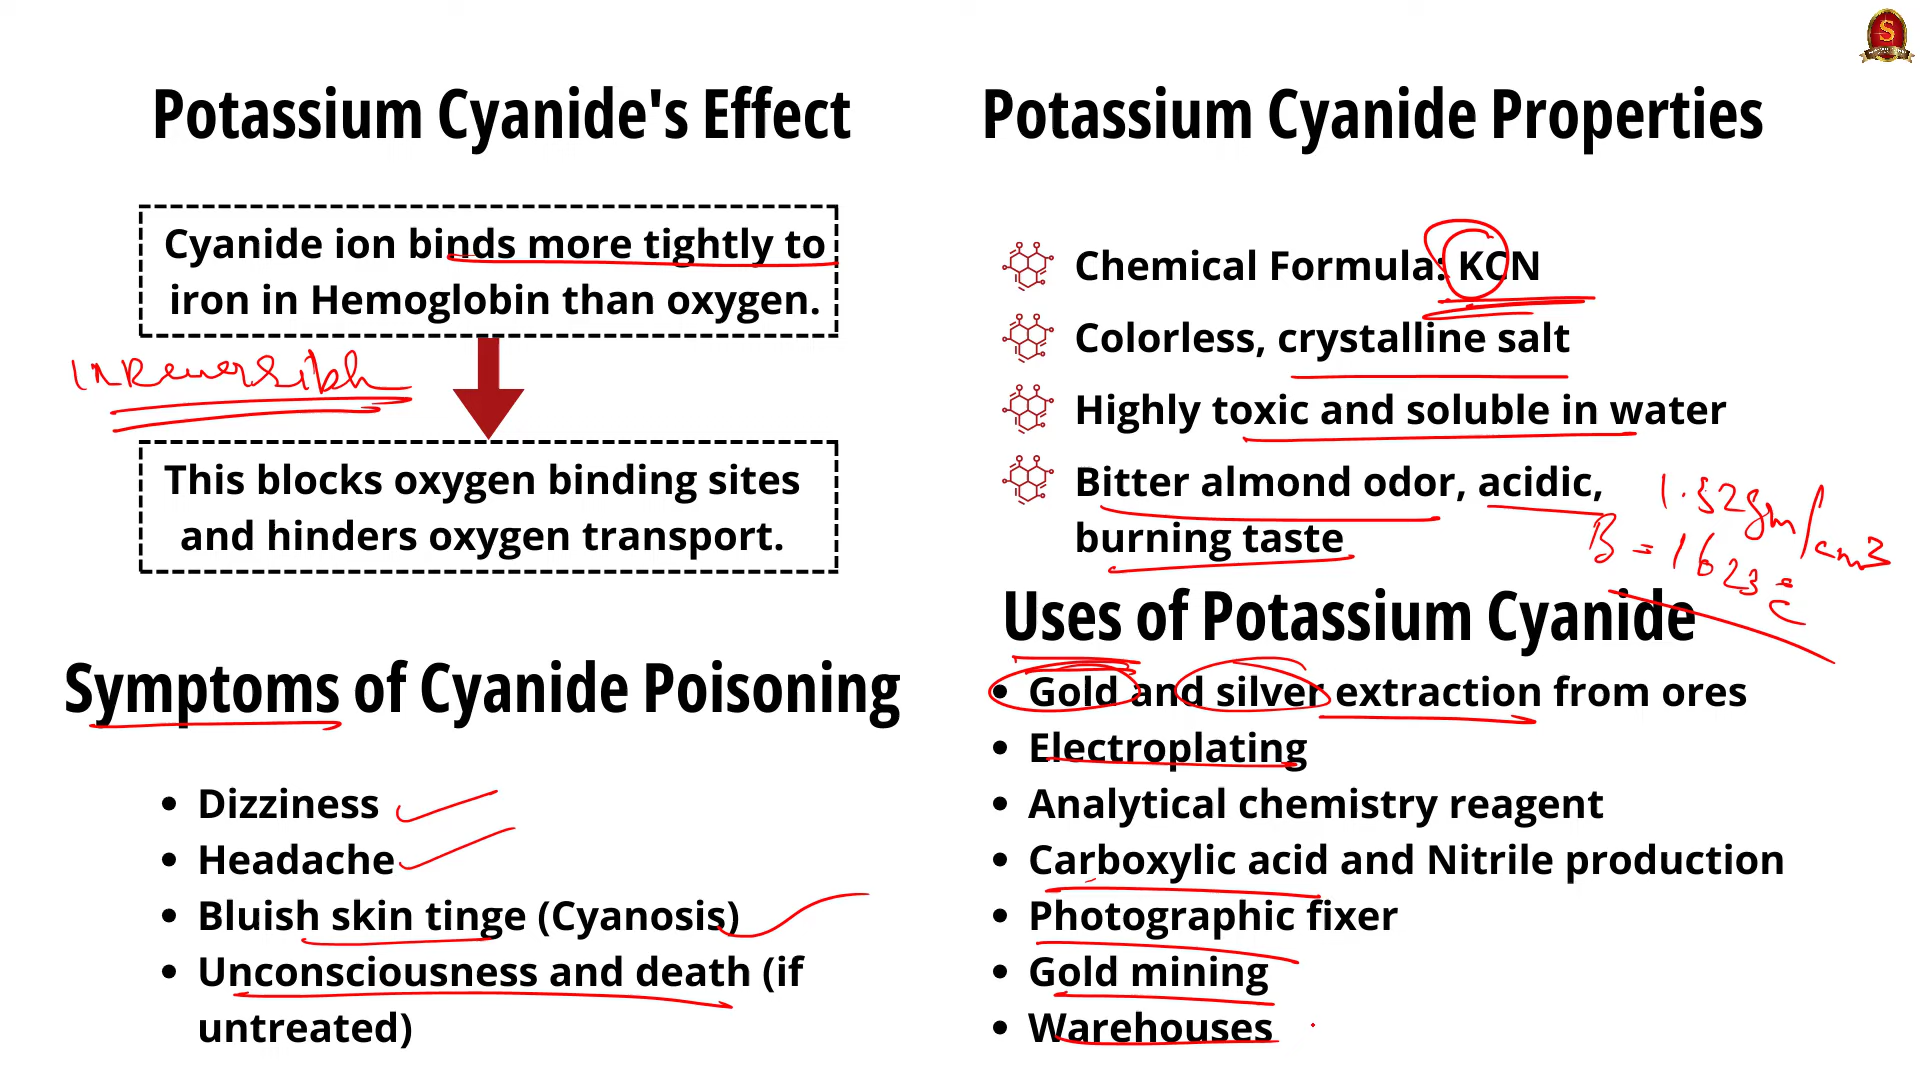 S
Potassium Cyanide's Effect
Cyanide ion binds more tightly to
iron in Hemoglobin than oxygen.
This blocks oxygen binding sites
and hinders oxygen transport.
Symptoms of Cyanide Poisoning
• Dizziness
• Headache
• Bluish skin tinge (Cyanosis)
• Unconsciousness and death (if
untreated)
Potassium Cyanide Properties
Chemical Formula: KCN
Colorless, crystalline salt
Highly toxic and soluble in water
Bitter almond odor, acidic,
burning taste
1.52gm/cm3
B = 1623°C
Uses of Potassium Cyanide
• Gold and silver extraction from ores
• Electroplating
• Analytical chemistry reagent
• Carboxylic acid and Nitrile production
• Photographic fixer
• Gold mining
• Warehouses